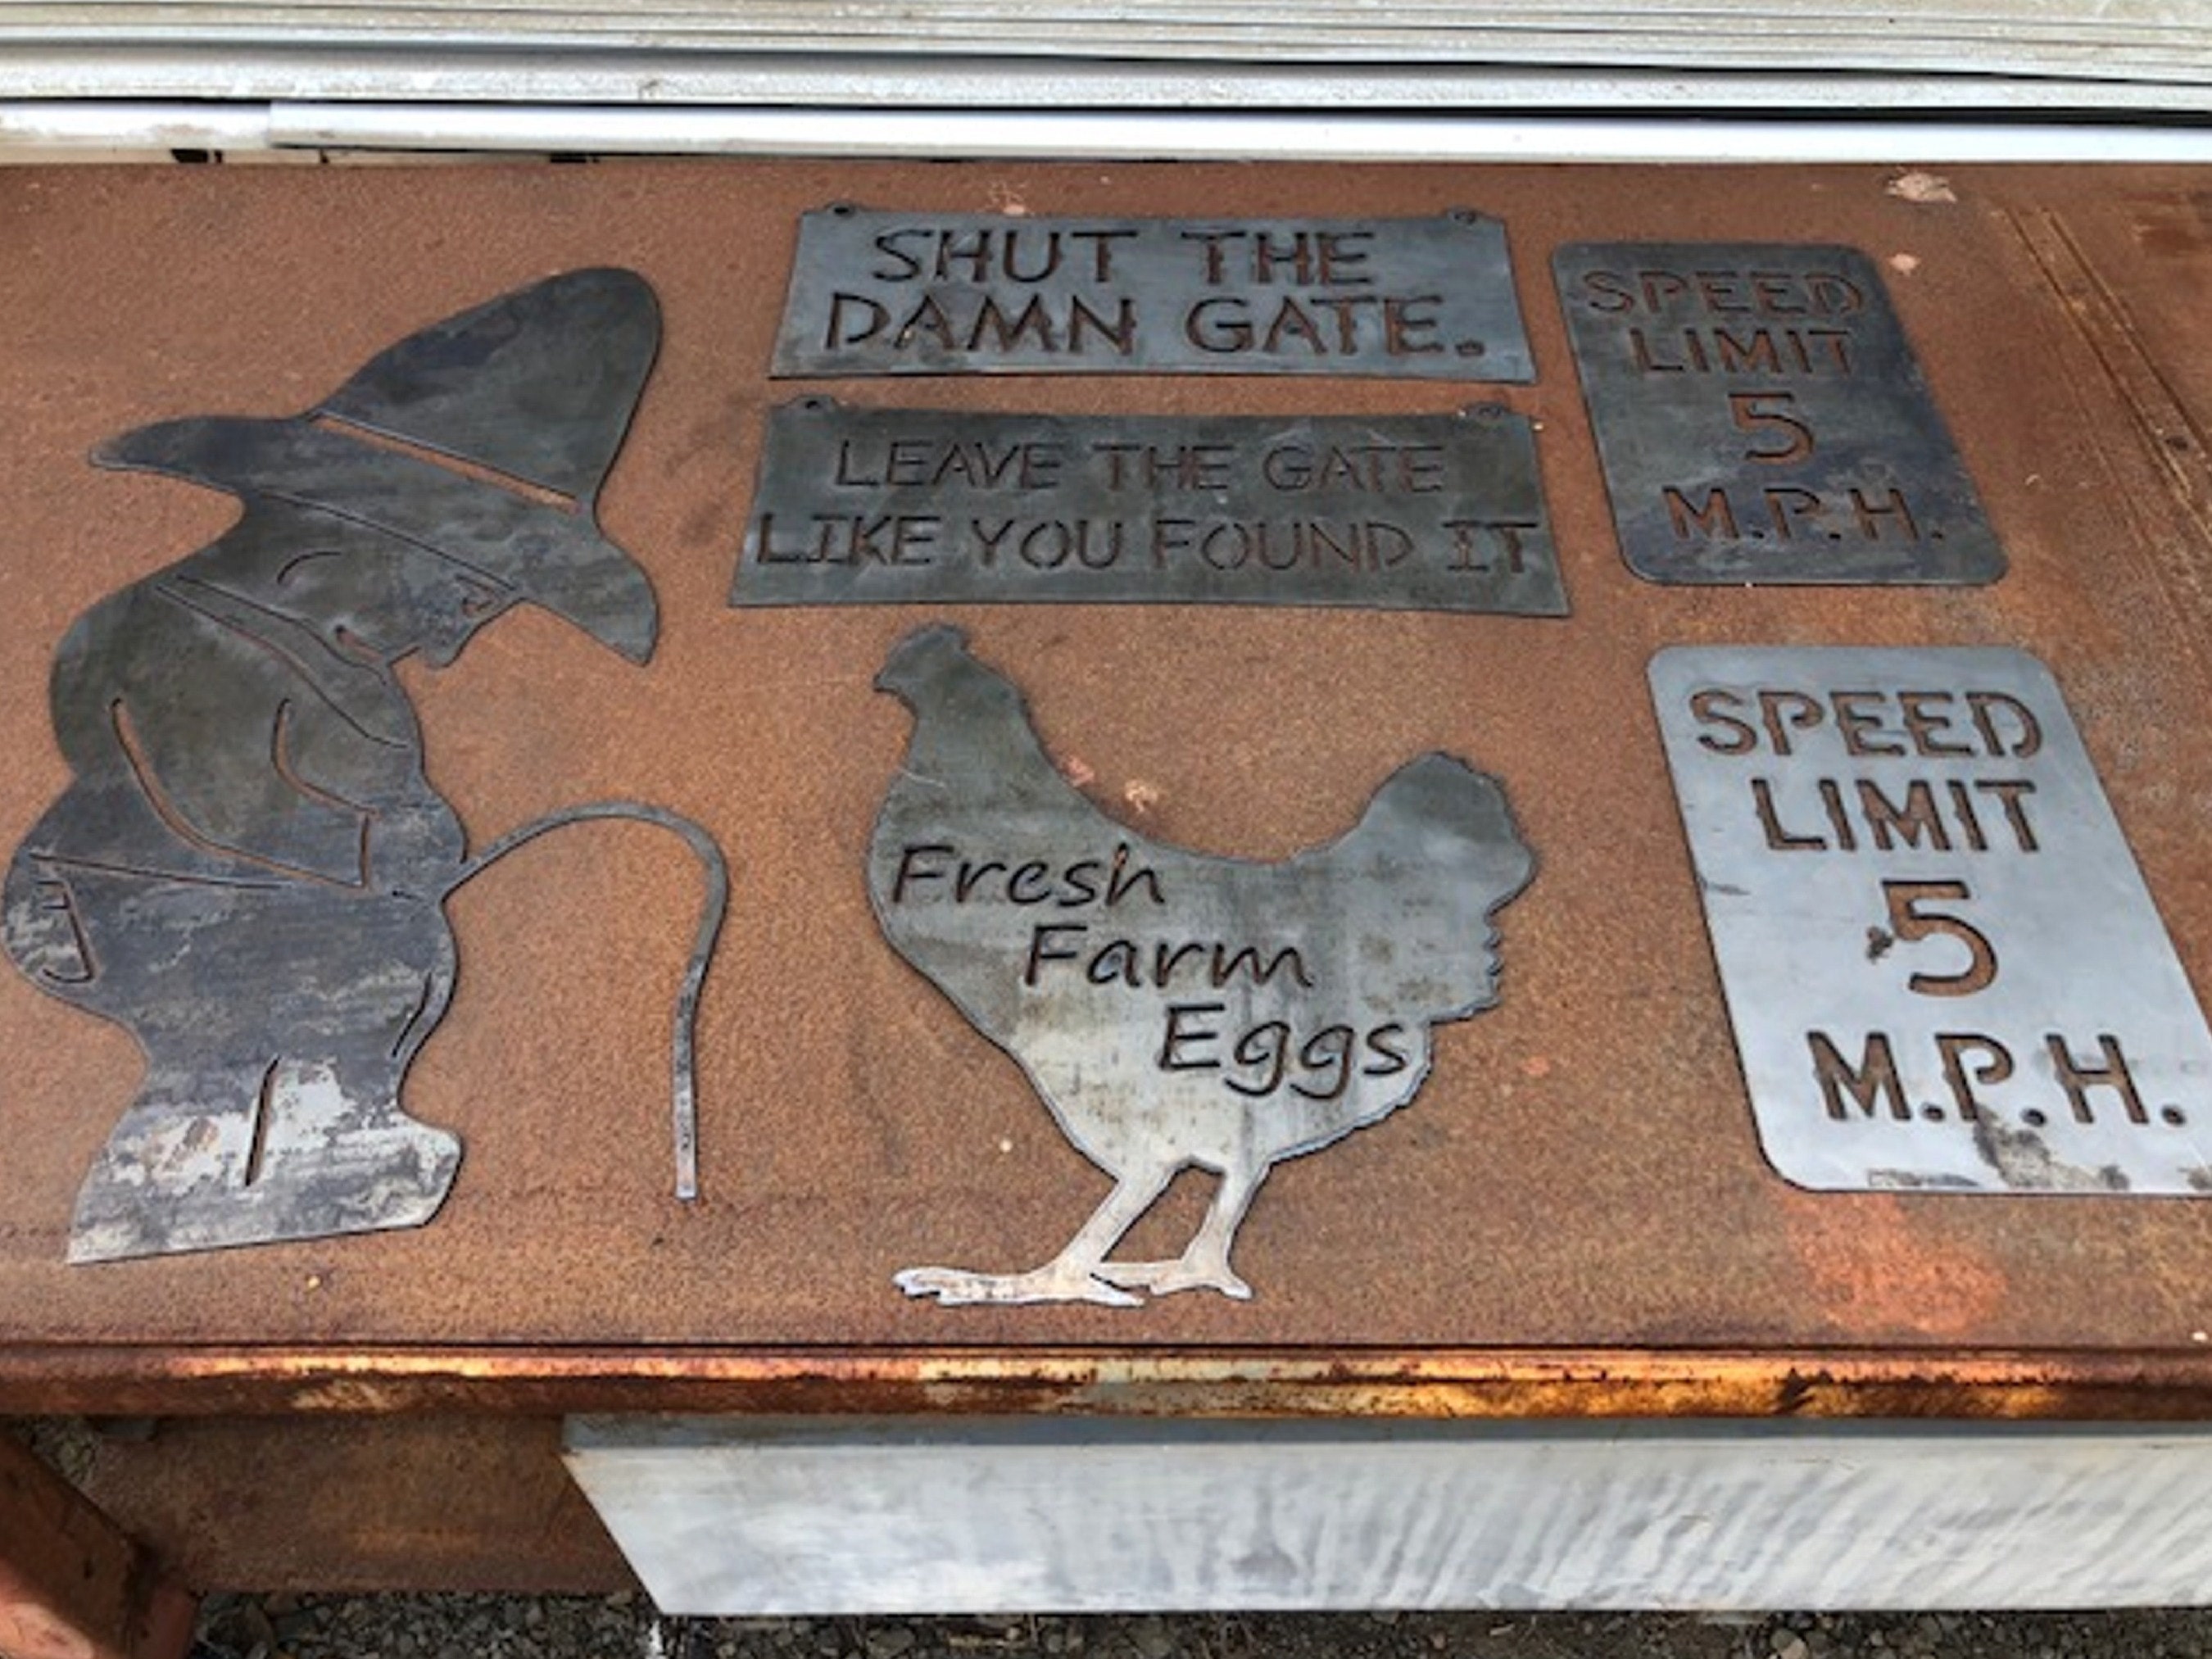 SHUT THE
DAMN GATE.
LEAVE THE GATE
LIKE YOU FOUND IT
SPEED
LIMIT
5
M.P.H.
Fresh
Farm
Eggs
SPEED
LIMIT
5
M.P.H.